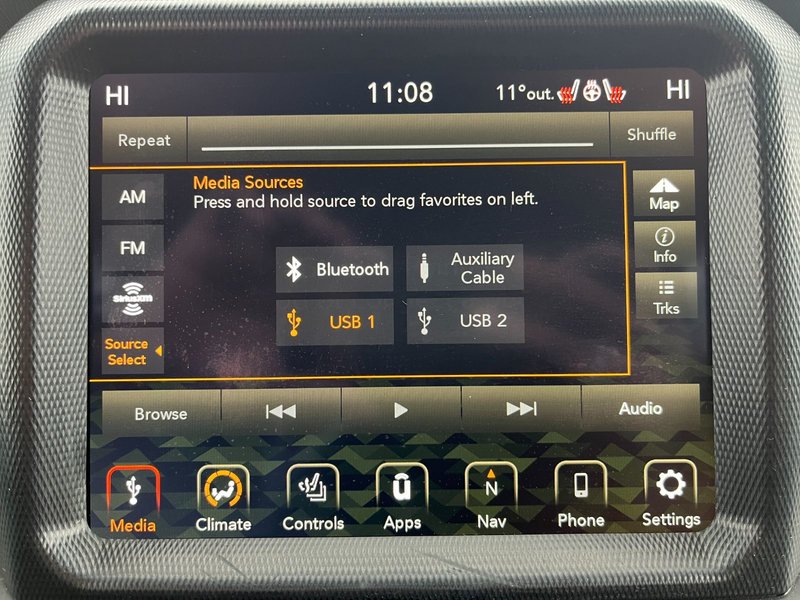 HI 11:08 11°out. HI
Repeat Shuffle
Media Sources
Press and hold source to drag favorites on left.
AM
FM
SiriusXM
Source
Select
Bluetooth
Auxiliary
Cable
USB 1
USB 2
Map
Info
Trks
Browse Audio
Media Climate Controls Apps Nav Phone Settings
u
N